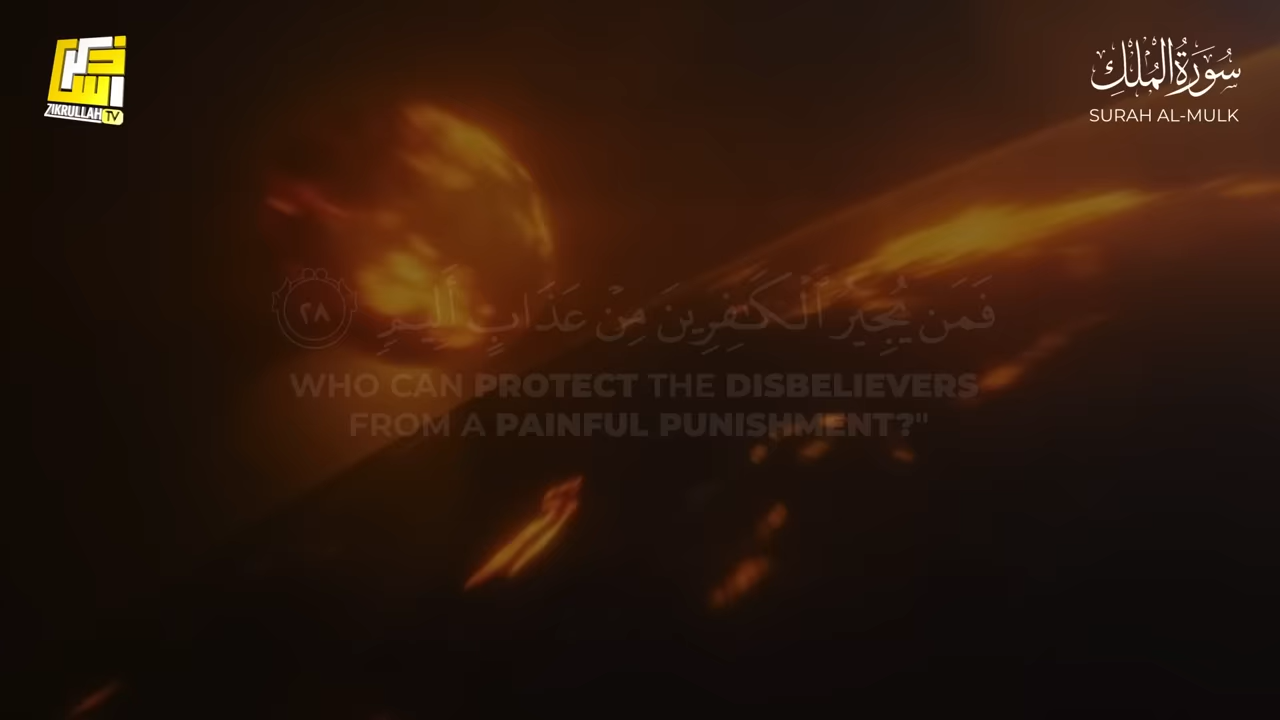 ذكر الله
ZIKRULLAH TV
سُورَةُ الْمُلْكِ
SURAH AL-MULK
فَمَن يُجِيرُ ٱلْكَـٰفِرِينَ مِنْ عَذَابٍ أَلِيمٍ ٢٨
WHO CAN PROTECT THE DISBELIEVERS
FROM A PAINFUL PUNISHMENT?"